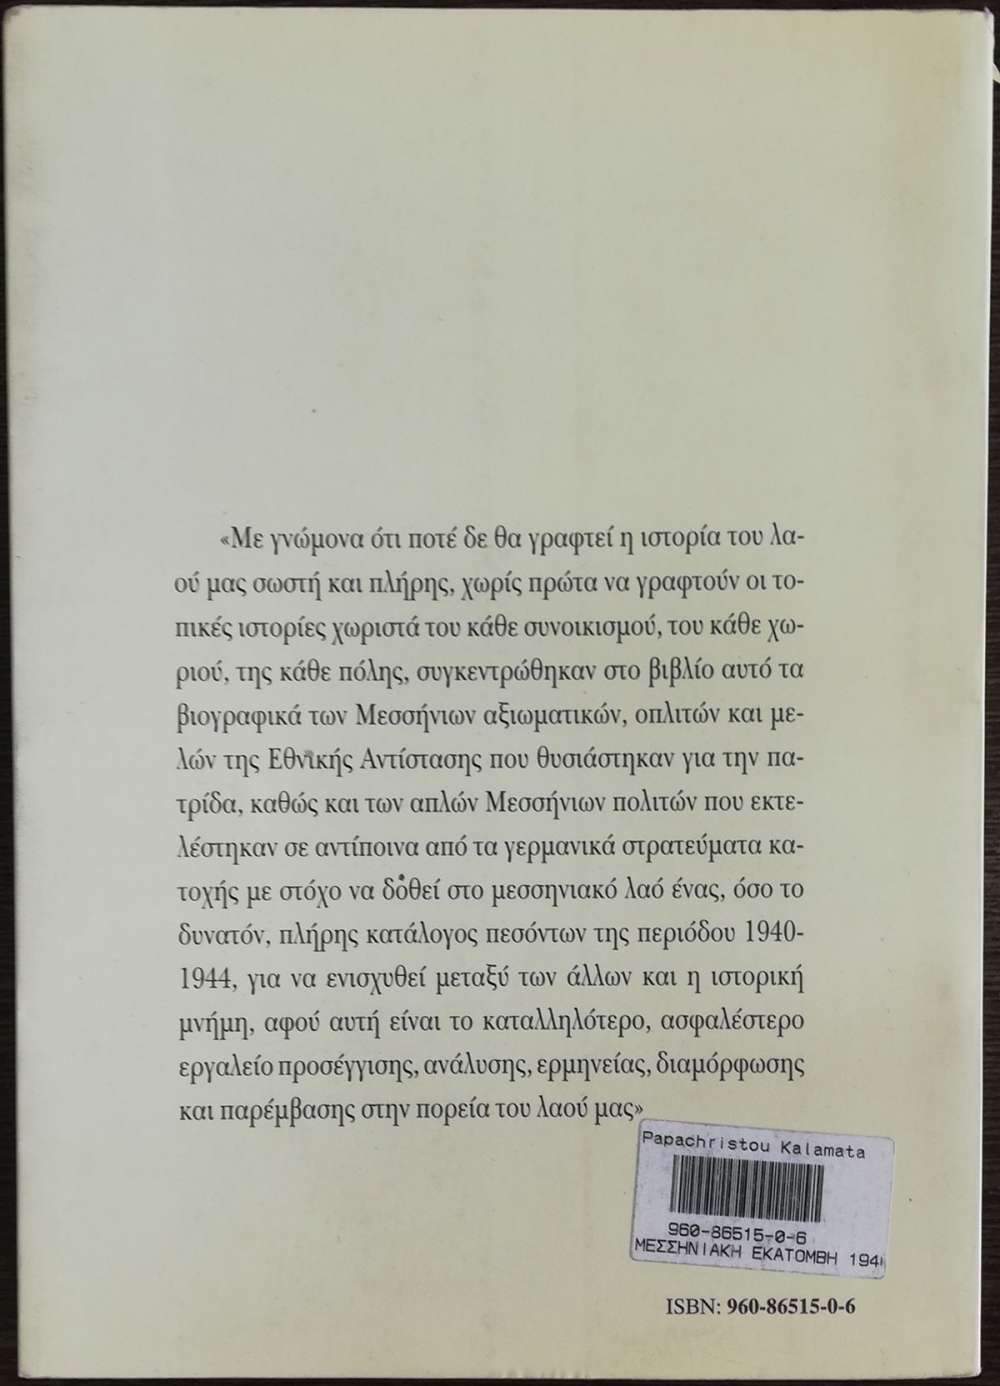 «Με γνώμονα ότι ποτέ δε θα γραφτεί η ιστορία του λα-
ού μας σωστή και πλήρης, χωρίς πρώτα να γραφτούν οι το-
πικές ιστορίες χωριστά του κάθε συνοικισμού, του κάθε χω-
ριού, της κάθε πόλης, συγκεντρώθηκαν στο βιβλίο αυτό τα
βιογραφικά των Μεσσήνιων αξιωματικών, οπλιτών και με-
λών της Εθνικής Αντίστασης που θυσιάστηκαν για την πα-
τρίδα, καθώς και των απλών Μεσσήνιων πολιτών που εκτε-
λέστηκαν σε αντίποινα από τα γερμανικά στρατεύματα κα-
τοχής με στόχο να δοθεί στο μεσσηνιακό λαό ένας, όσο το
δυνατόν, πλήρης κατάλογος πεσόντων της περιόδου 1940-
1944, για να ενισχυθεί μεταξύ των άλλων και η ιστορική
μνήμη, αφού αυτή είναι το καταλληλότερο, ασφαλέστερο
εργαλείο προσέγγισης, ανάλυσης, ερμηνείας, διαμόρφωσης
και παρέμβασης στην πορεία του λαού μας»
Papachristou Kalamata
960-86515-0-6
ΜΕΣΣΗΝΙΑΚΗ ΕΚΑΤΟΜΒΗ 194
ISBN: 960-86515-0-6